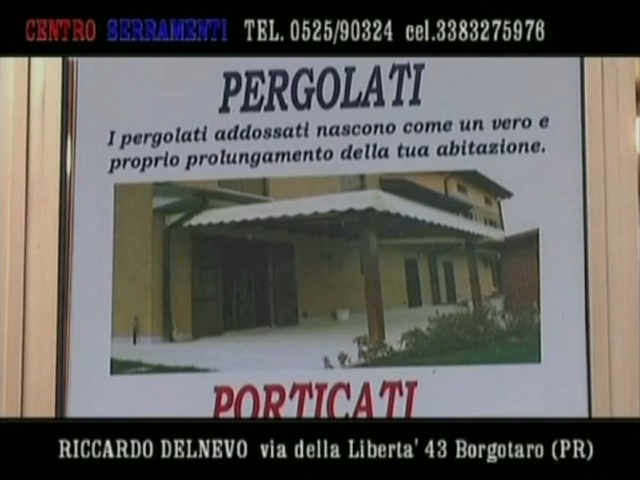 CENTRO SERRAMENTI TEL. 0525/90324 cel.3383275976
PERGOLATI
I pergolati addossati nascono come un vero e
proprio prolungamento della tua abitazione.
PORTICATI
RICCARDO DELNEVO via della Liberta' 43 Borgotaro (PR)